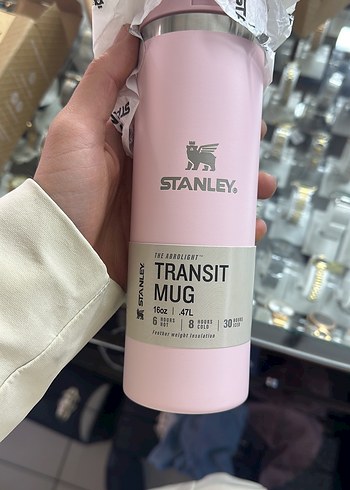 STANLEY®
THE AEROLIGHT™
TRANSIT
MUG
16oz | .47L
6 HOURS HOT | 8 HOURS COLD | 30 HOURS ICED
Feather weight insulation
STANLEY
STANLEY